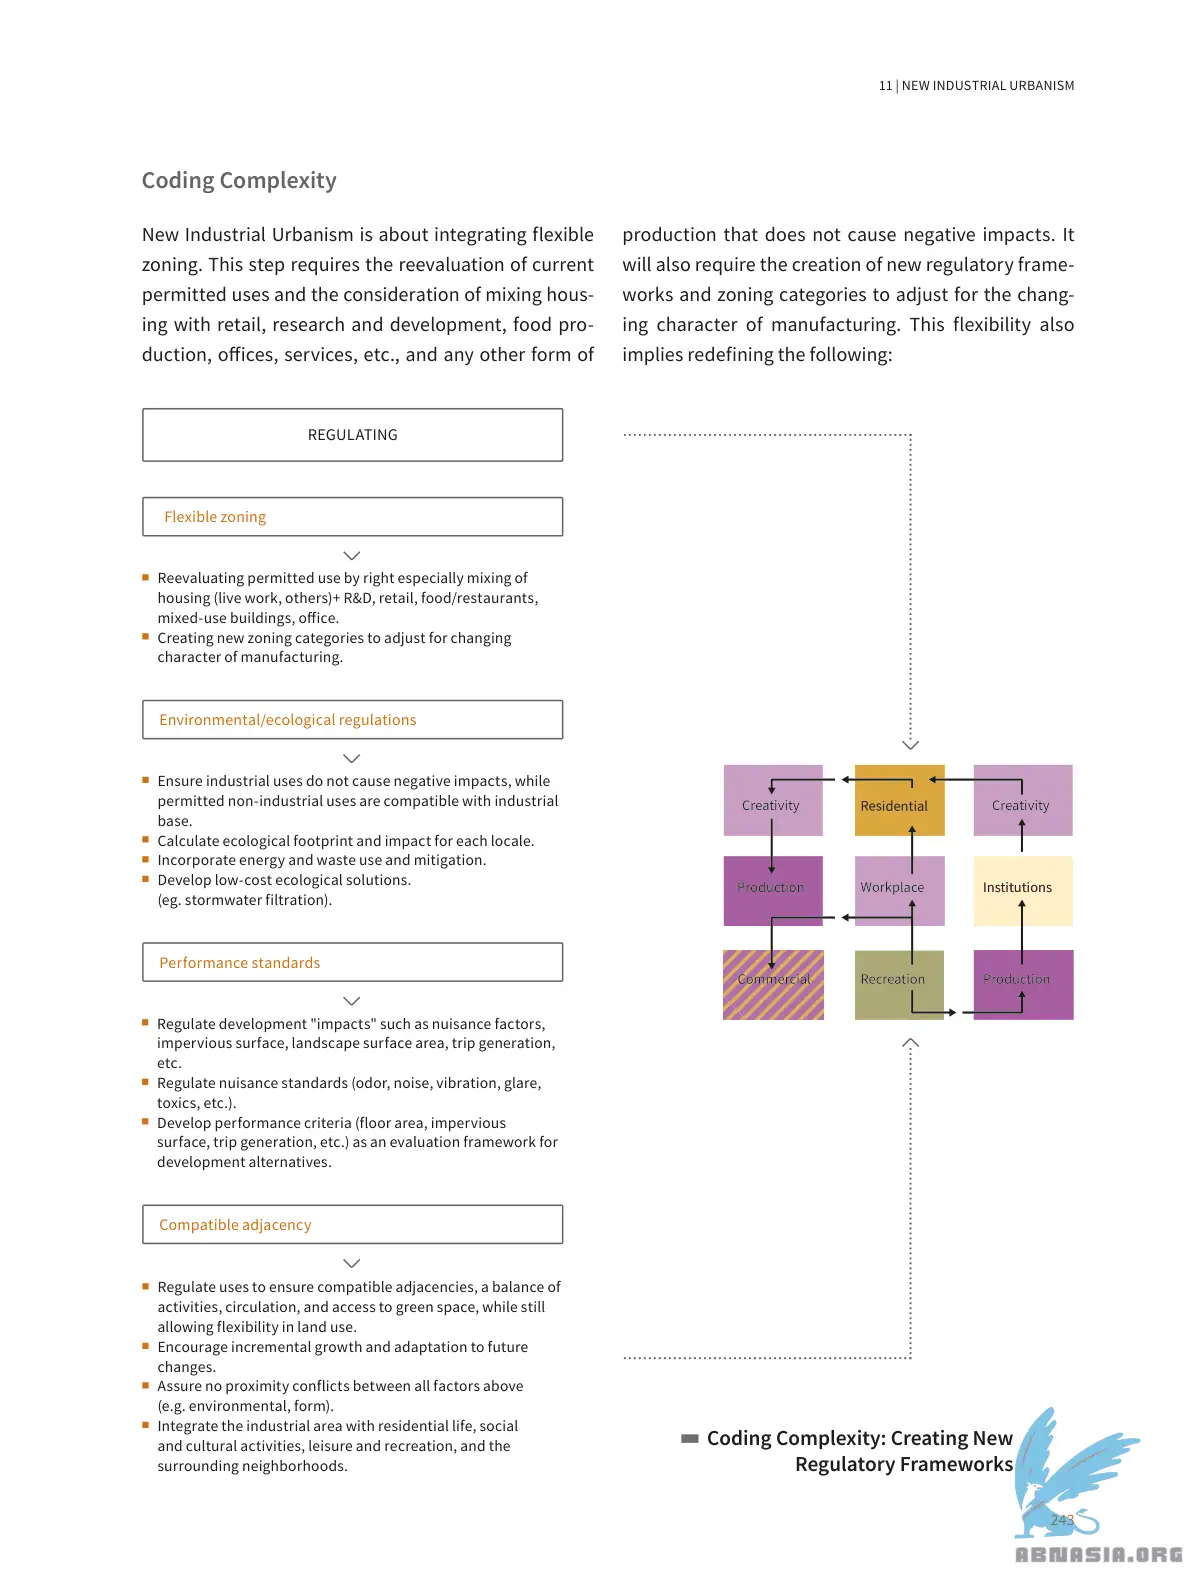 11 | NEW INDUSTRIAL URBANISM
Coding Complexity
New Industrial Urbanism is about integrating flexible
zoning. This step requires the reevaluation of current
permitted uses and the consideration of mixing hous-
ing with retail, research and development, food pro-
duction, offices, services, etc., and any other form of
production that does not cause negative impacts. It
will also require the creation of new regulatory frame-
works and zoning categories to adjust for the chang-
ing character of manufacturing. This flexibility also
implies redefining the following:
REGULATING
Flexible zoning
Reevaluating permitted use by right especially mixing of
housing (live work, others)+ R&D, retail, food/restaurants,
mixed-use buildings, office.
Creating new zoning categories to adjust for changing
character of manufacturing.
Environmental/ecological regulations
Ensure industrial uses do not cause negative impacts, while
permitted non-industrial uses are compatible with industrial
base.
Calculate ecological footprint and impact for each locale.
Incorporate energy and waste use and mitigation.
Develop low-cost ecological solutions.
(eg. stormwater filtration).
Performance standards
Regulate development "impacts" such as nuisance factors,
impervious surface, landscape surface area, trip generation,
etc.
Regulate nuisance standards (odor, noise, vibration, glare,
toxics, etc.).
Develop performance criteria (floor area, impervious
surface, trip generation, etc.) as an evaluation framework for
development alternatives.
Compatible adjacency
Regulate uses to ensure compatible adjacencies, a balance of
activities, circulation, and access to green space, while still
allowing flexibility in land use.
Encourage incremental growth and adaptation to future
changes.
Assure no proximity conflicts between all factors above
(e.g. environmental, form).
Integrate the industrial area with residential life, social
and cultural activities, leisure and recreation, and the
surrounding neighborhoods.
Creativity
Residential
Creativity
Production
Workplace
Institutions
Commercial
Recreation
Production
Coding Complexity: Creating New
Regulatory Frameworks
243
ABNASIA.ORG